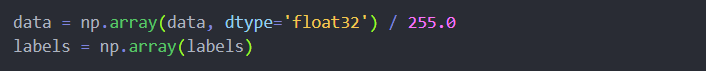 data = np.array(data, dtype='float32') / 255.0
labels = np.array(labels)